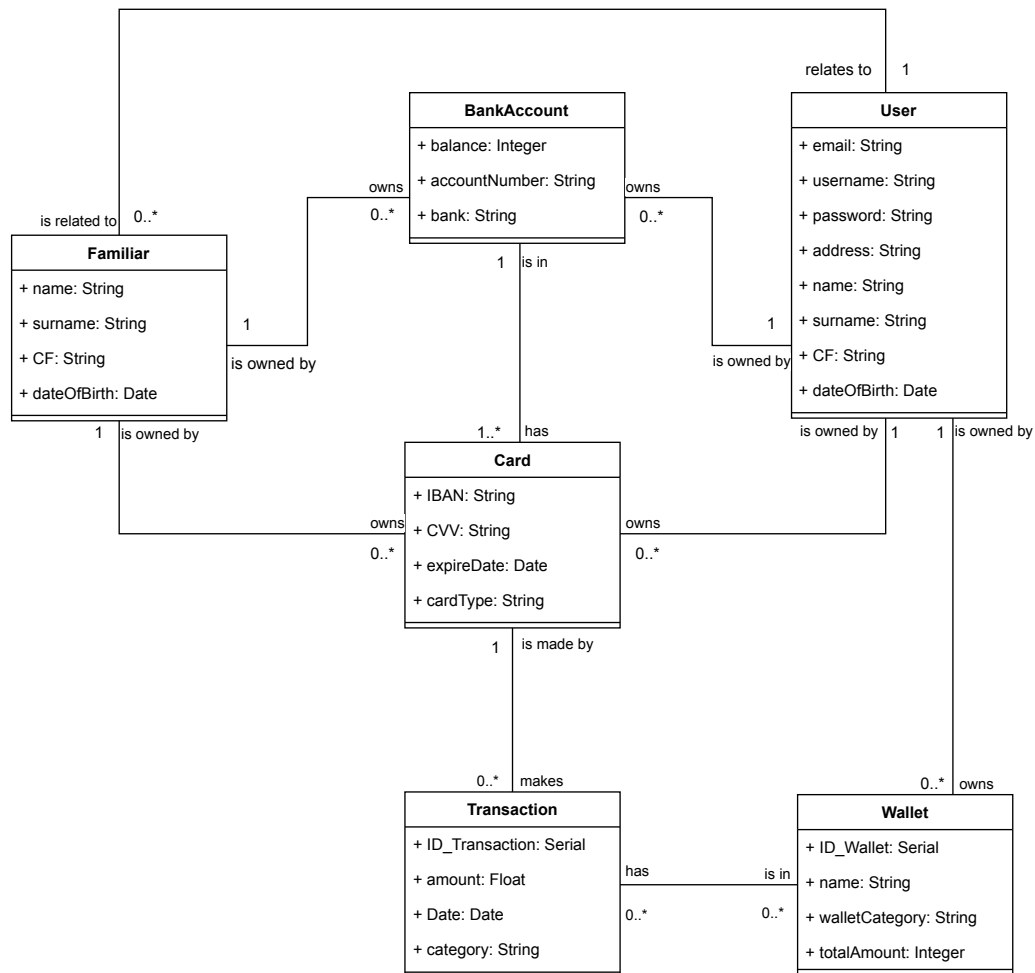 relates to 1
BankAccount
+ balance: Integer
+ accountNumber: String
+ bank: String
User
+ email: String
+ username: String
+ password: String
+ address: String
+ name: String
+ surname: String
+ CF: String
+ dateOfBirth: Date
owns
0..*
owns
0..*
is related to 0..*
Familiar
+ name: String
+ surname: String
+ CF: String
+ dateOfBirth: Date
1 is in
1
is owned by
1
is owned by
1 is owned by
is owned by 1
1 is owned by
1..* has
Card
+ IBAN: String
+ CVV: String
+ expireDate: Date
+ cardType: String
owns
0..*
owns
0..*
1 is made by
0..* makes
Transaction
+ ID_Transaction: Serial
+ amount: Float
+ Date: Date
+ category: String
0..* owns
Wallet
+ ID_Wallet: Serial
+ name: String
+ walletCategory: String
+ totalAmount: Integer
has
0..*
is in
0..*